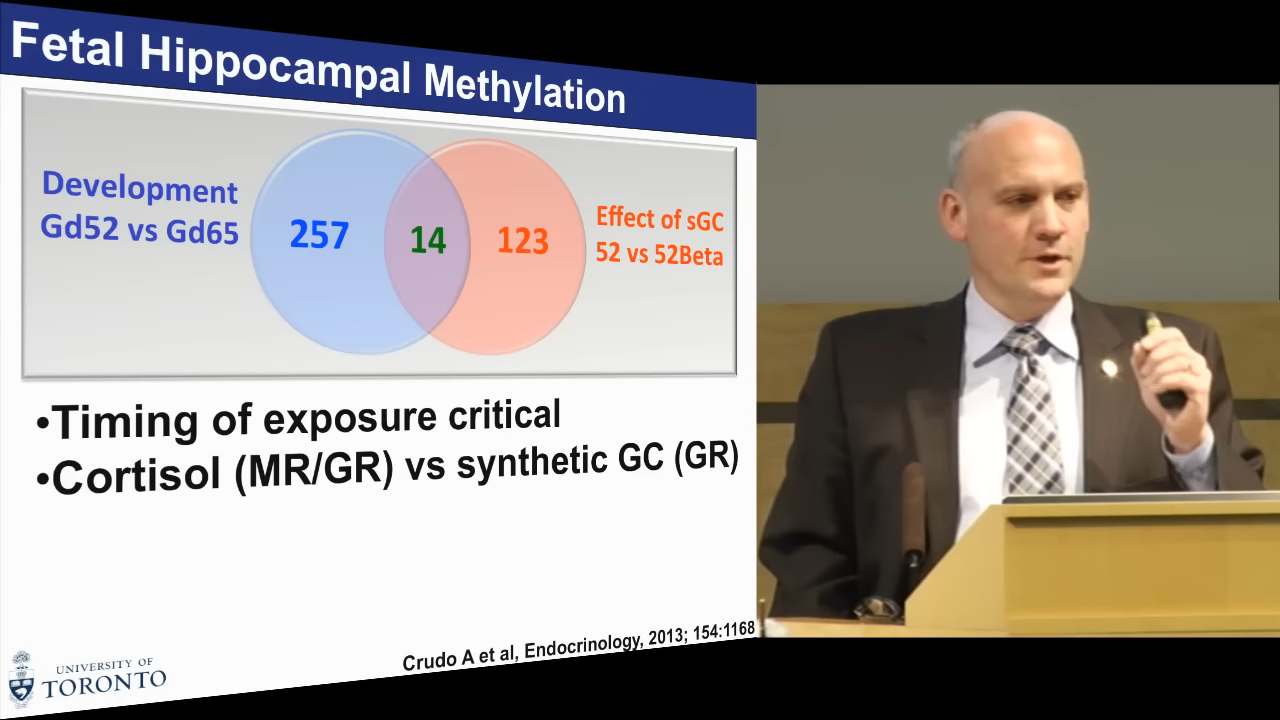 Fetal Hippocampal Methylation
Development
Gd52 vs Gd65
257
14
123
Effect of sGC
52 vs 52Beta
•Timing of exposure critical
•Cortisol (MR/GR) vs synthetic GC (GR)
Crudo A et al, Endocrinology, 2013; 154:1168
UNIVERSITY OF
TORONTO